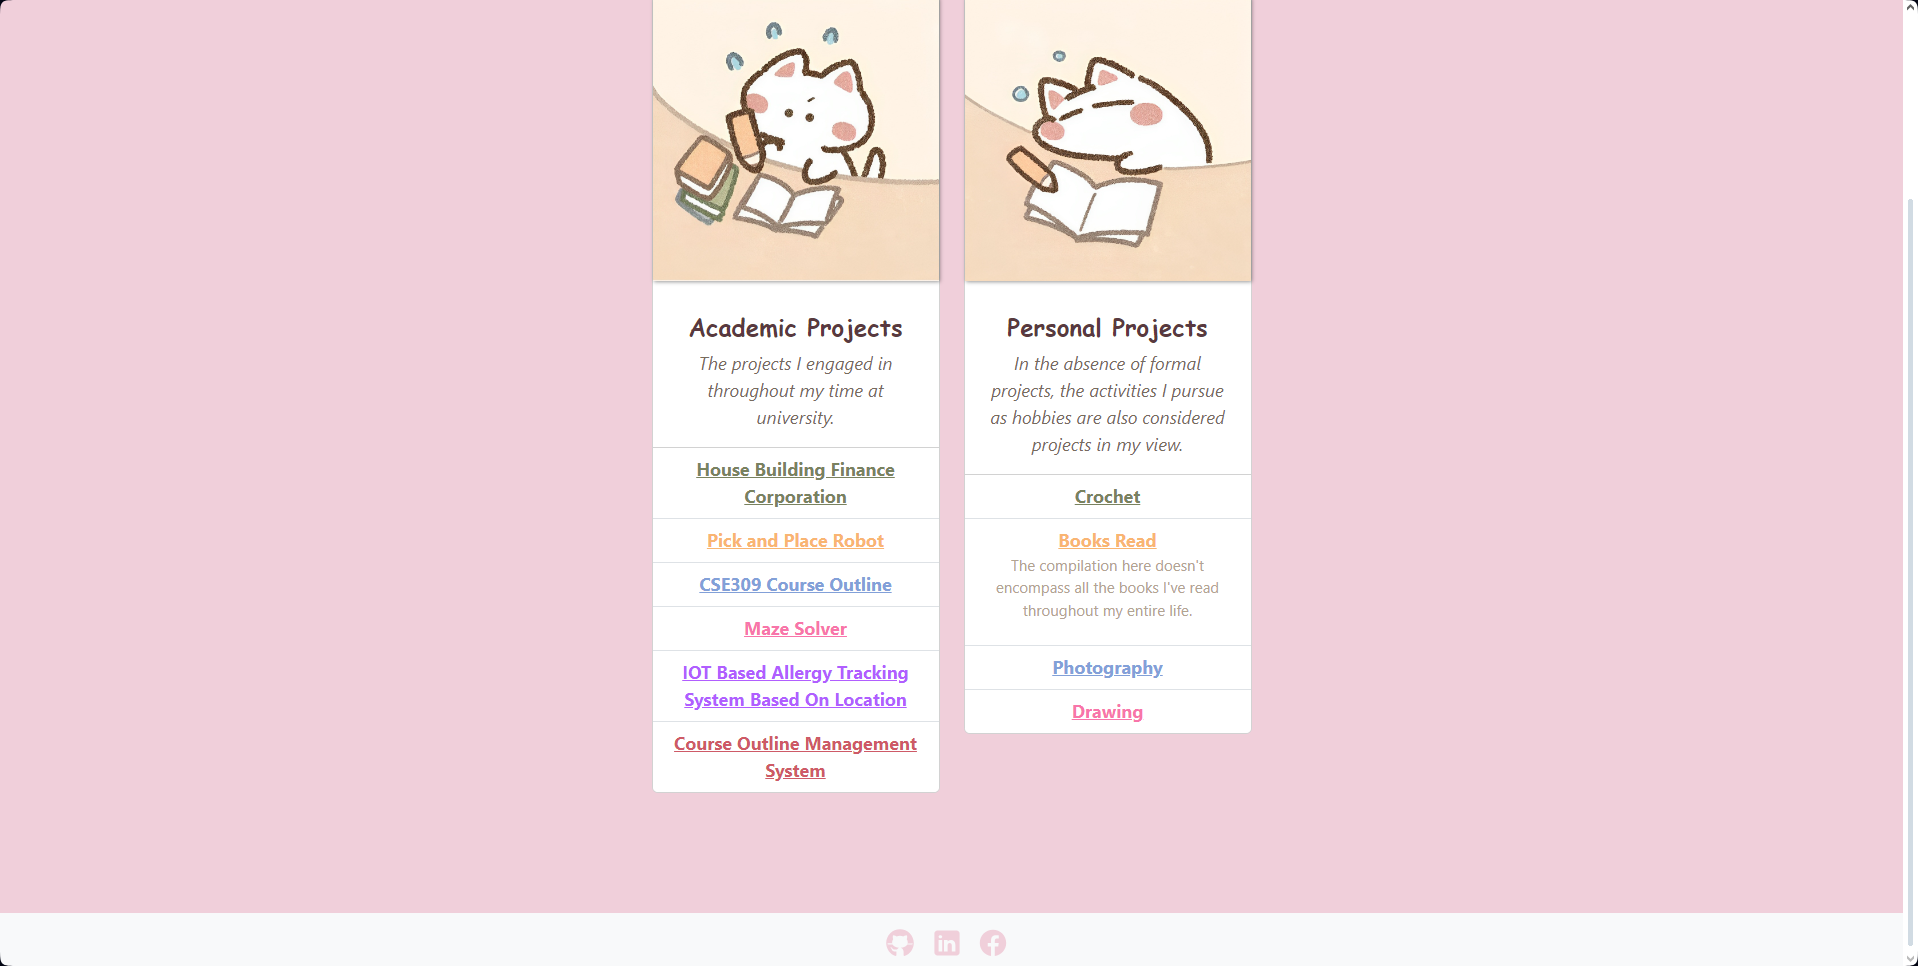 Academic Projects
The projects I engaged in
throughout my time at
university.
House Building Finance
Corporation
Pick and Place Robot
CSE309 Course Outline
Maze Solver
IOT Based Allergy Tracking
System Based On Location
Course Outline Management
System
Personal Projects
In the absence of formal
projects, the activities I pursue
as hobbies are also considered
projects in my view.
Crochet
Books Read
The compilation here doesn't
encompass all the books I've read
throughout my entire life.
Photography
Drawing